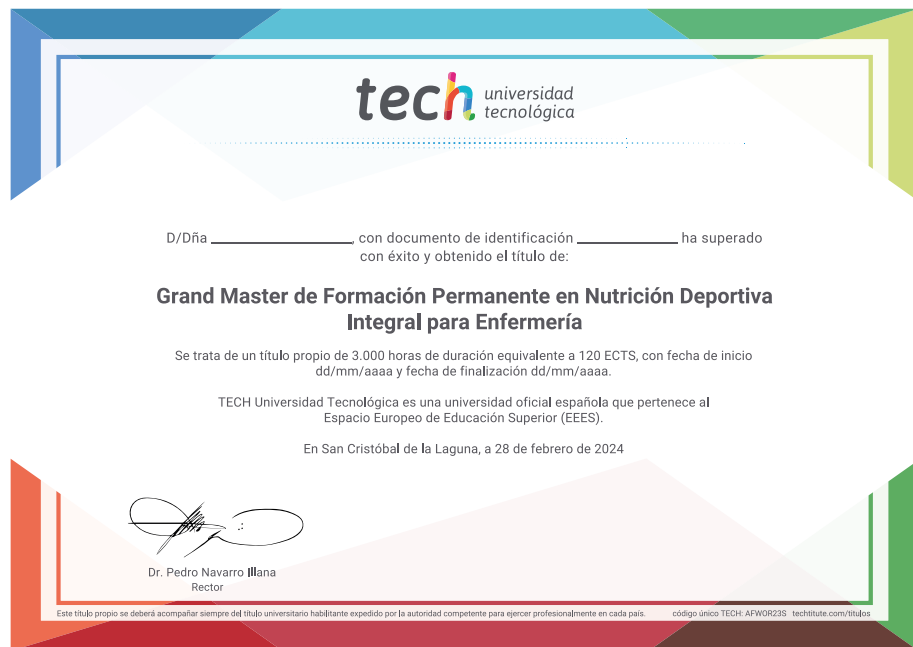 tech universidad
tecnológica
D/Dña ______________, con documento de identificación __________ ha superado
con éxito y obtenido el título de:
Grand Master de Formación Permanente en Nutrición Deportiva
Integral para Enfermería
Se trata de un título propio de 3.000 horas de duración equivalente a 120 ECTS, con fecha de inicio
dd/mm/aaaa y fecha de finalización dd/mm/aaaa.
TECH Universidad Tecnológica es una universidad oficial española que pertenece al
Espacio Europeo de Educación Superior (EEES).
En San Cristóbal de la Laguna, a 28 de febrero de 2024
Dr. Pedro Navarro Illana
Rector
Este título propio se deberá acompañar siempre del título universitario habilitante expedido por la autoridad competente para ejercer profesionalmente en cada país. código único TECH: AFWOR23S techtitute.com/titulos